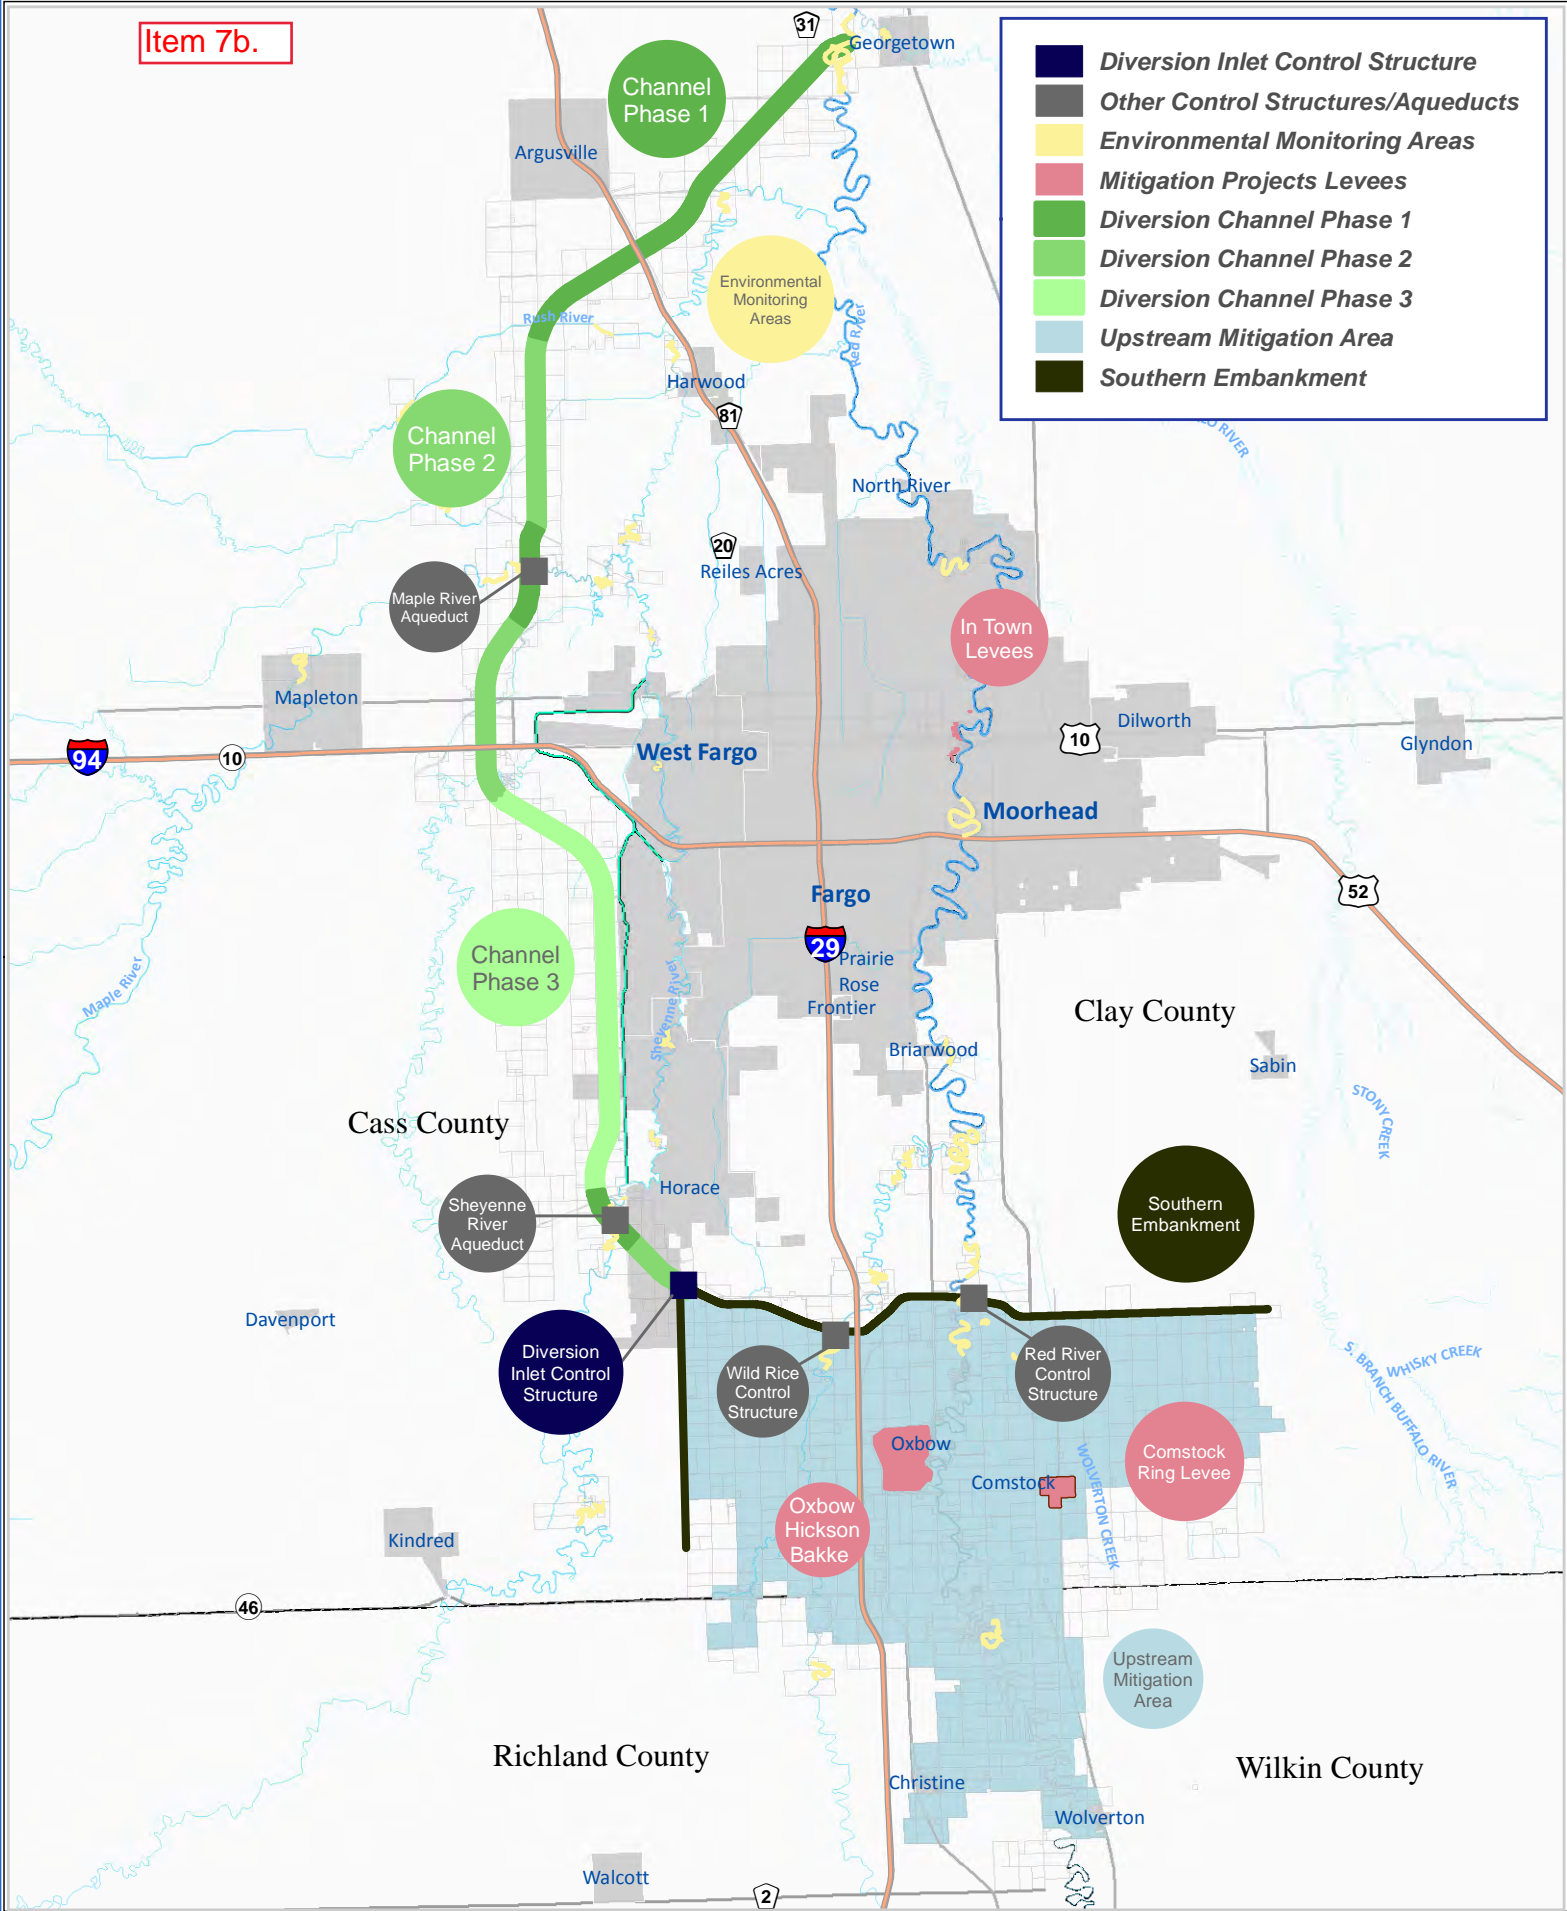 Item 7b.
31
Georgetown
Channel
Phase 1
Argusville
Diversion Inlet Control Structure
Other Control Structures/Aqueducts
Environmental Monitoring Areas
Mitigation Projects Levees
Diversion Channel Phase 1
Diversion Channel Phase 2
Diversion Channel Phase 3
Upstream Mitigation Area
Southern Embankment
Environmental
Monitoring
Areas
Rush River
Red River
Harwood
81
Channel
Phase 2
RIVER
North River
20
Reiles Acres
Maple River
Aqueduct
In Town
Levees
Mapleton
Dilworth
10
Glyndon
94
10
West Fargo
Moorhead
Fargo
52
29
Prairie
Rose
Frontier
Channel
Phase 3
Maple River
Sheyenne River
Clay County
Briarwood
Sabin
STONY CREEK
Cass County
Horace
Sheyenne
River
Aqueduct
Southern
Embankment
Davenport
Diversion
Inlet Control
Structure
Wild Rice
Control
Structure
Red River
Control
Structure
S. BRANCH BUFFALO RIVER
WHISKY CREEK
Oxbow
Comstock
WOLVERTON CREEK
Comstock
Ring Levee
Oxbow
Hickson
Bakke
Kindred
46
Upstream
Mitigation
Area
Richland County
Wilkin County
Christine
Wolverton
Walcott
2